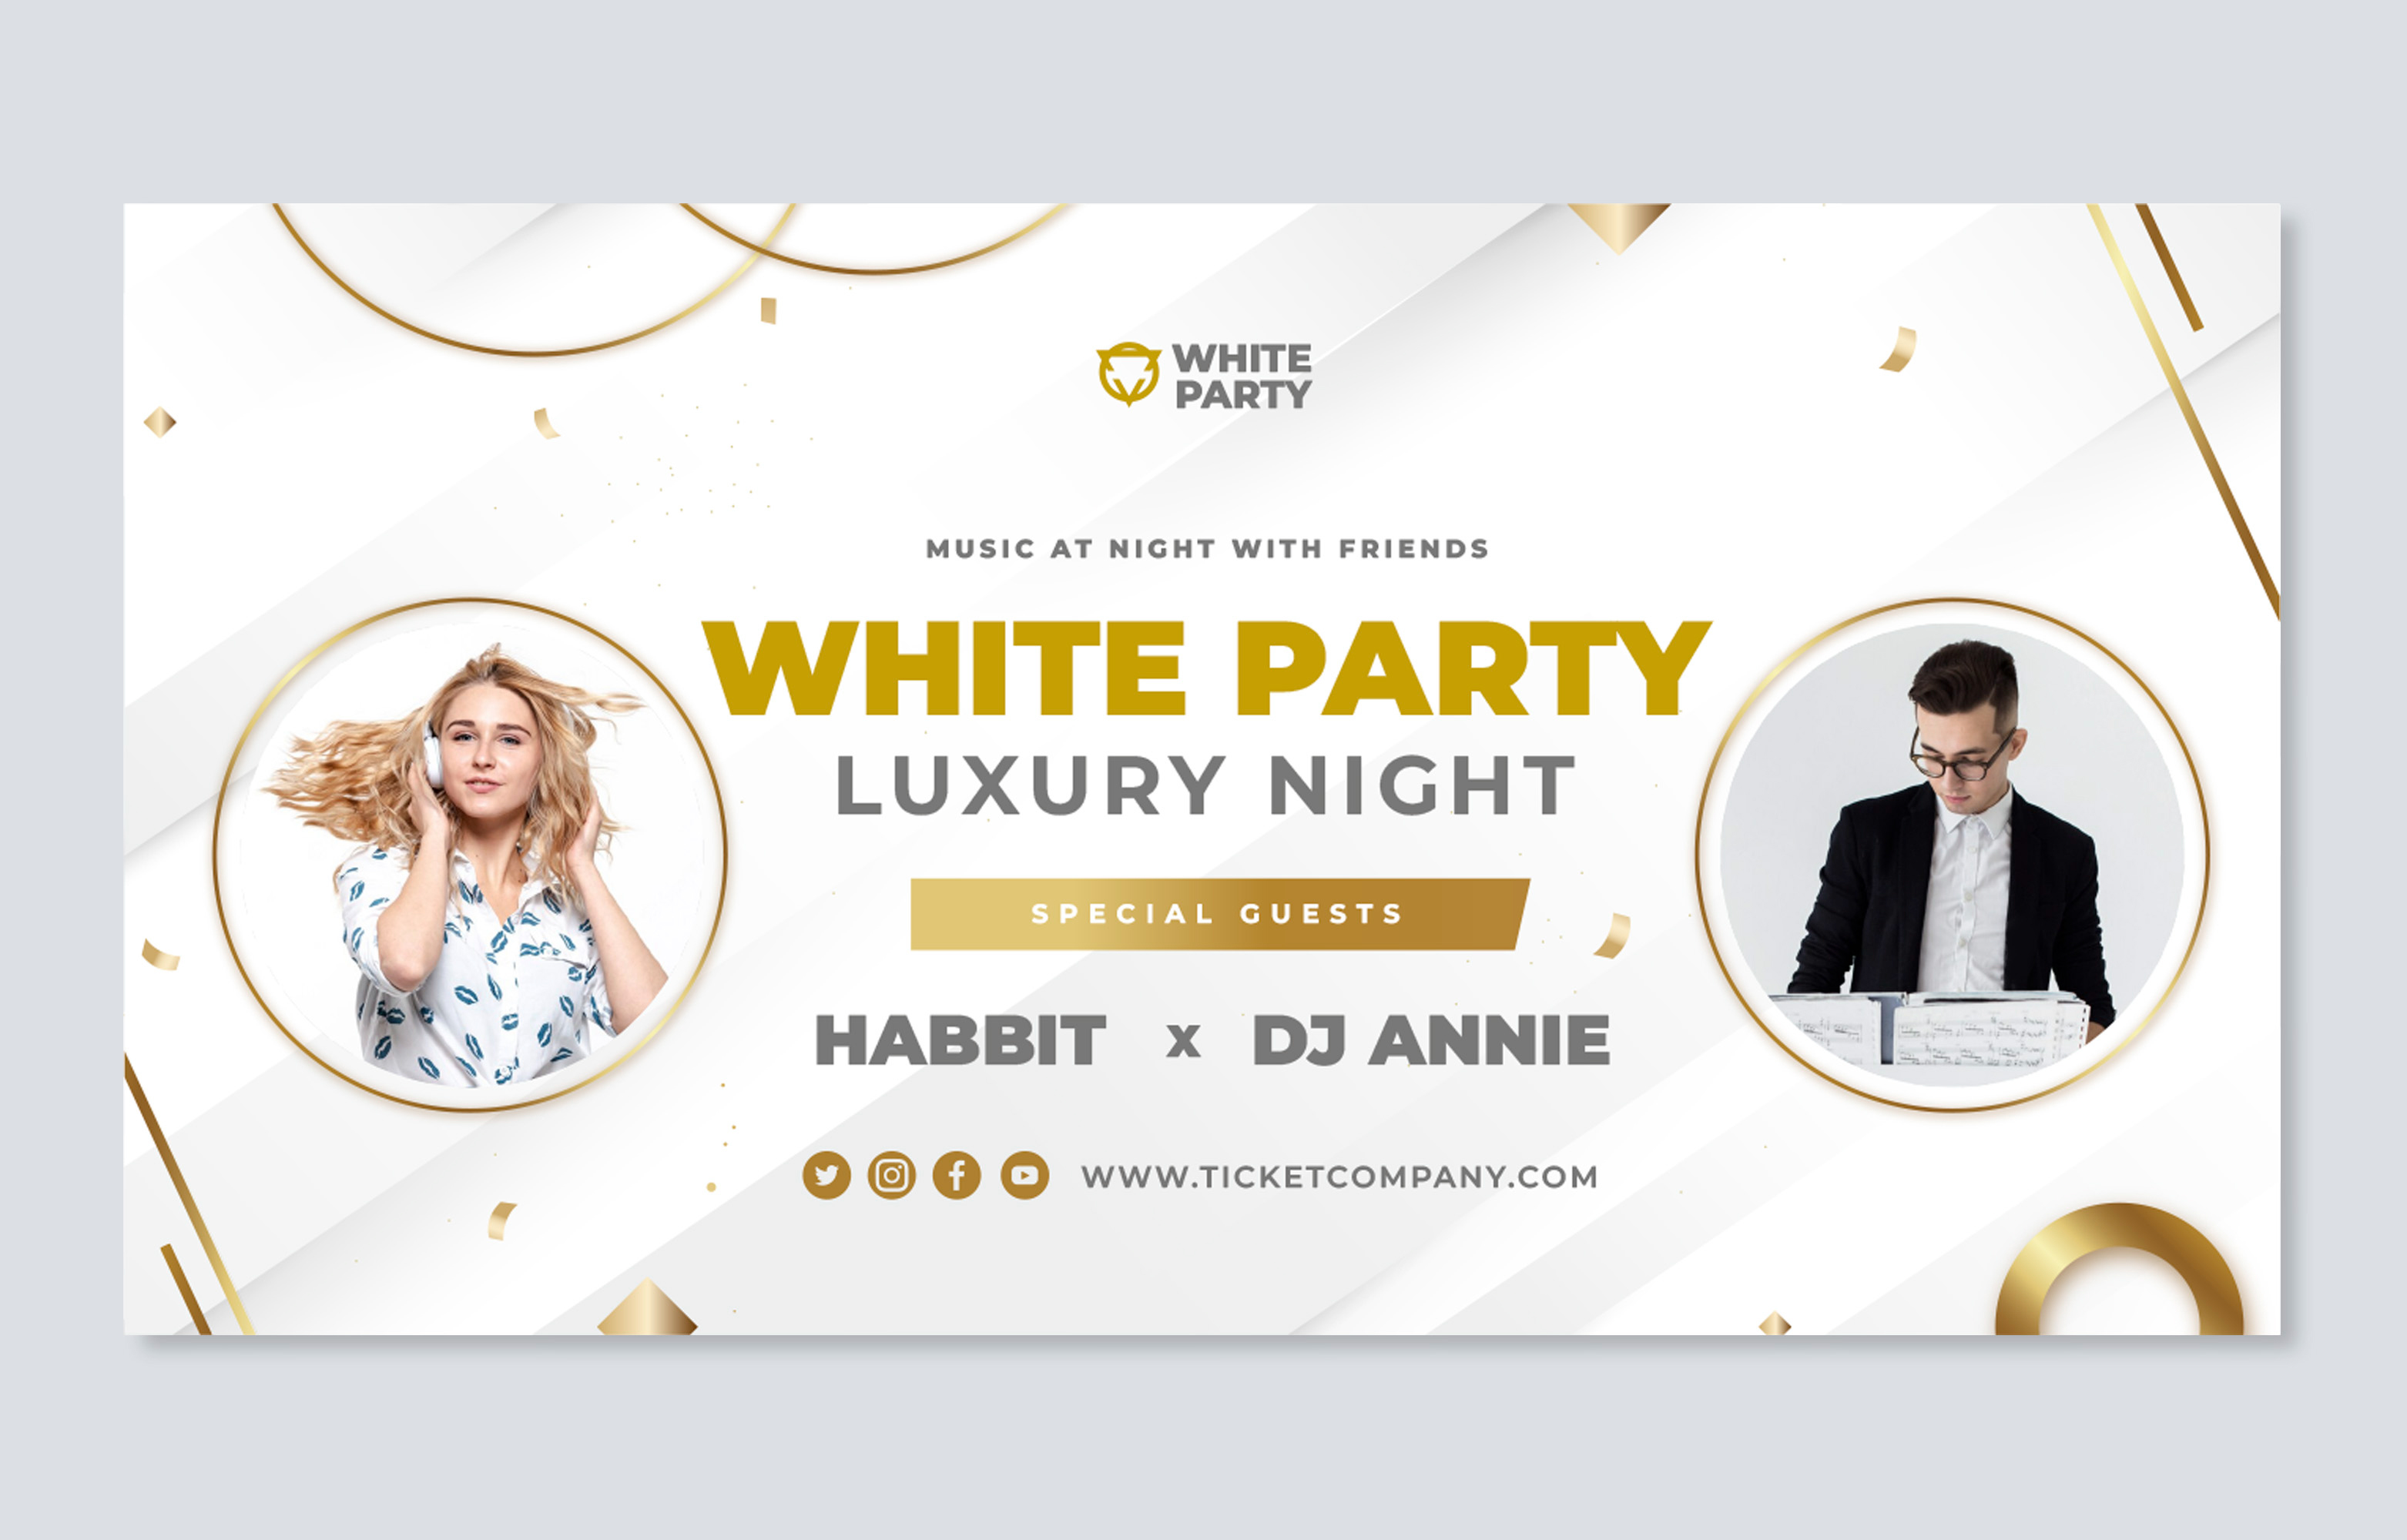 WHITE
PARTY
MUSIC AT NIGHT WITH FRIENDS
WHITE PARTY
LUXURY NIGHT
SPECIAL GUESTS
HABBIT x DJ ANNIE
WWW.TICKETCOMPANY.COM